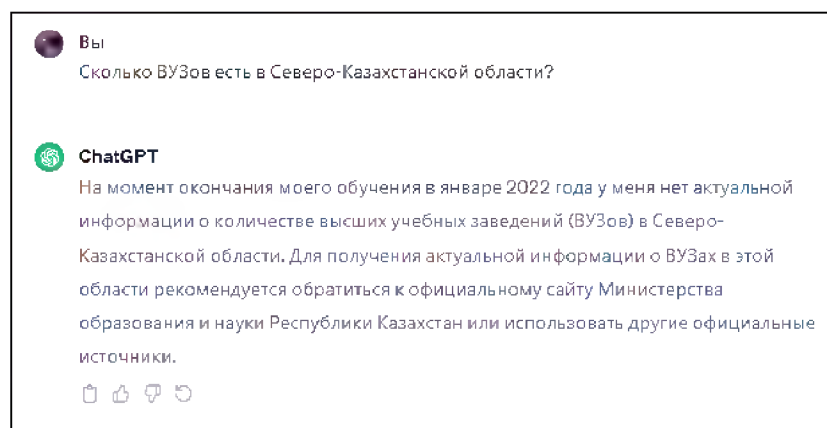 Вы
Сколько ВУЗов есть в Северо-Казахстанской области?
ChatGPT
На момент окончания моего обучения в январе 2022 года у меня нет актуальной
информации о количестве высших учебных заведений (ВУЗов) в Северо-
Казахстанской области. Для получения актуальной информации о ВУЗах в этой
области рекомендуется обратиться к официальному сайту Министерства
образования и науки Республики Казахстан или использовать другие официальные
источники.